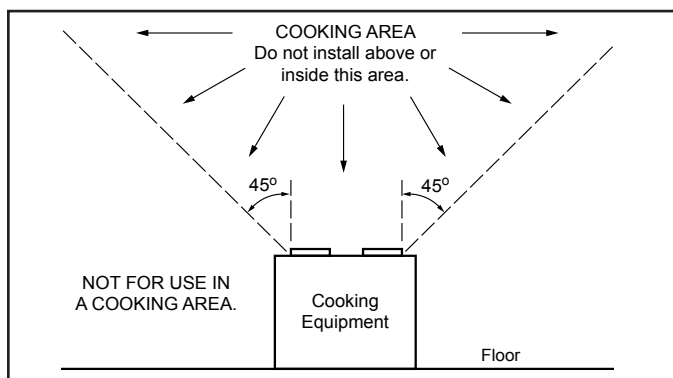 COOKING AREA
Do not install above or
inside this area.
45º
45º
NOT FOR USE IN
A COOKING AREA.
Cooking
Equipment
Floor